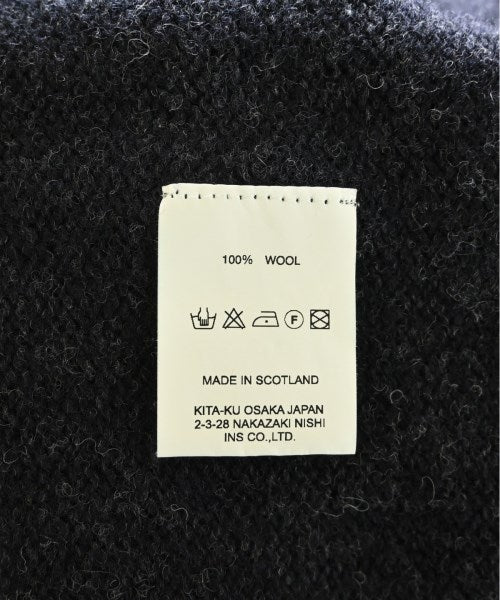 100% WOOL
F
MADE IN SCOTLAND
KITA-KU OSAKA JAPAN
2-3-28 NAKAZAKI NISHI
INS CO.,LTD.